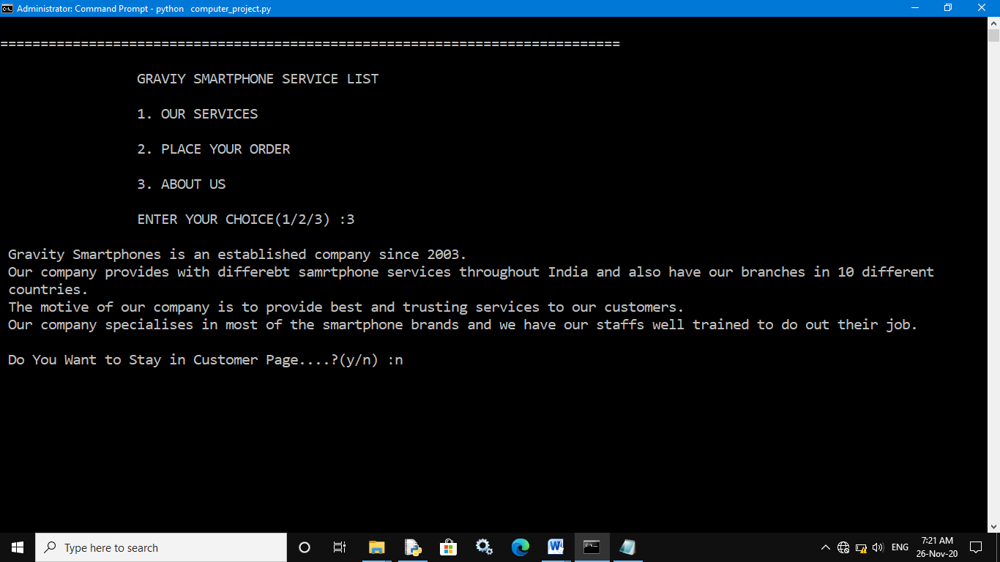 Administrator: Command Prompt - python  computer_project.py
=============================================================================
GRAVIY SMARTPHONE SERVICE LIST
1. OUR SERVICES
2. PLACE YOUR ORDER
3. ABOUT US
ENTER YOUR CHOICE(1/2/3) :3
Gravity Smartphones is an established company since 2003.
Our company provides with differebt samrtphone services throughout India and also have our branches in 10 different
countries.
The motive of our company is to provide best and trusting services to our customers.
Our company specialises in most of the smartphone brands and we have our staffs well trained to do out their job.
Do You Want to Stay in Customer Page....?(y/n) :n
Type here to search
ENG
7:21 AM
26-Nov-20